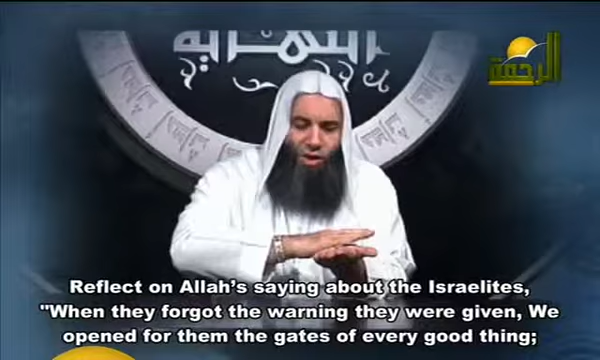 الرحمة
Reflect on Allah's saying about the Israelites,
"When they forgot the warning they were given, We
opened for them the gates of every good thing;